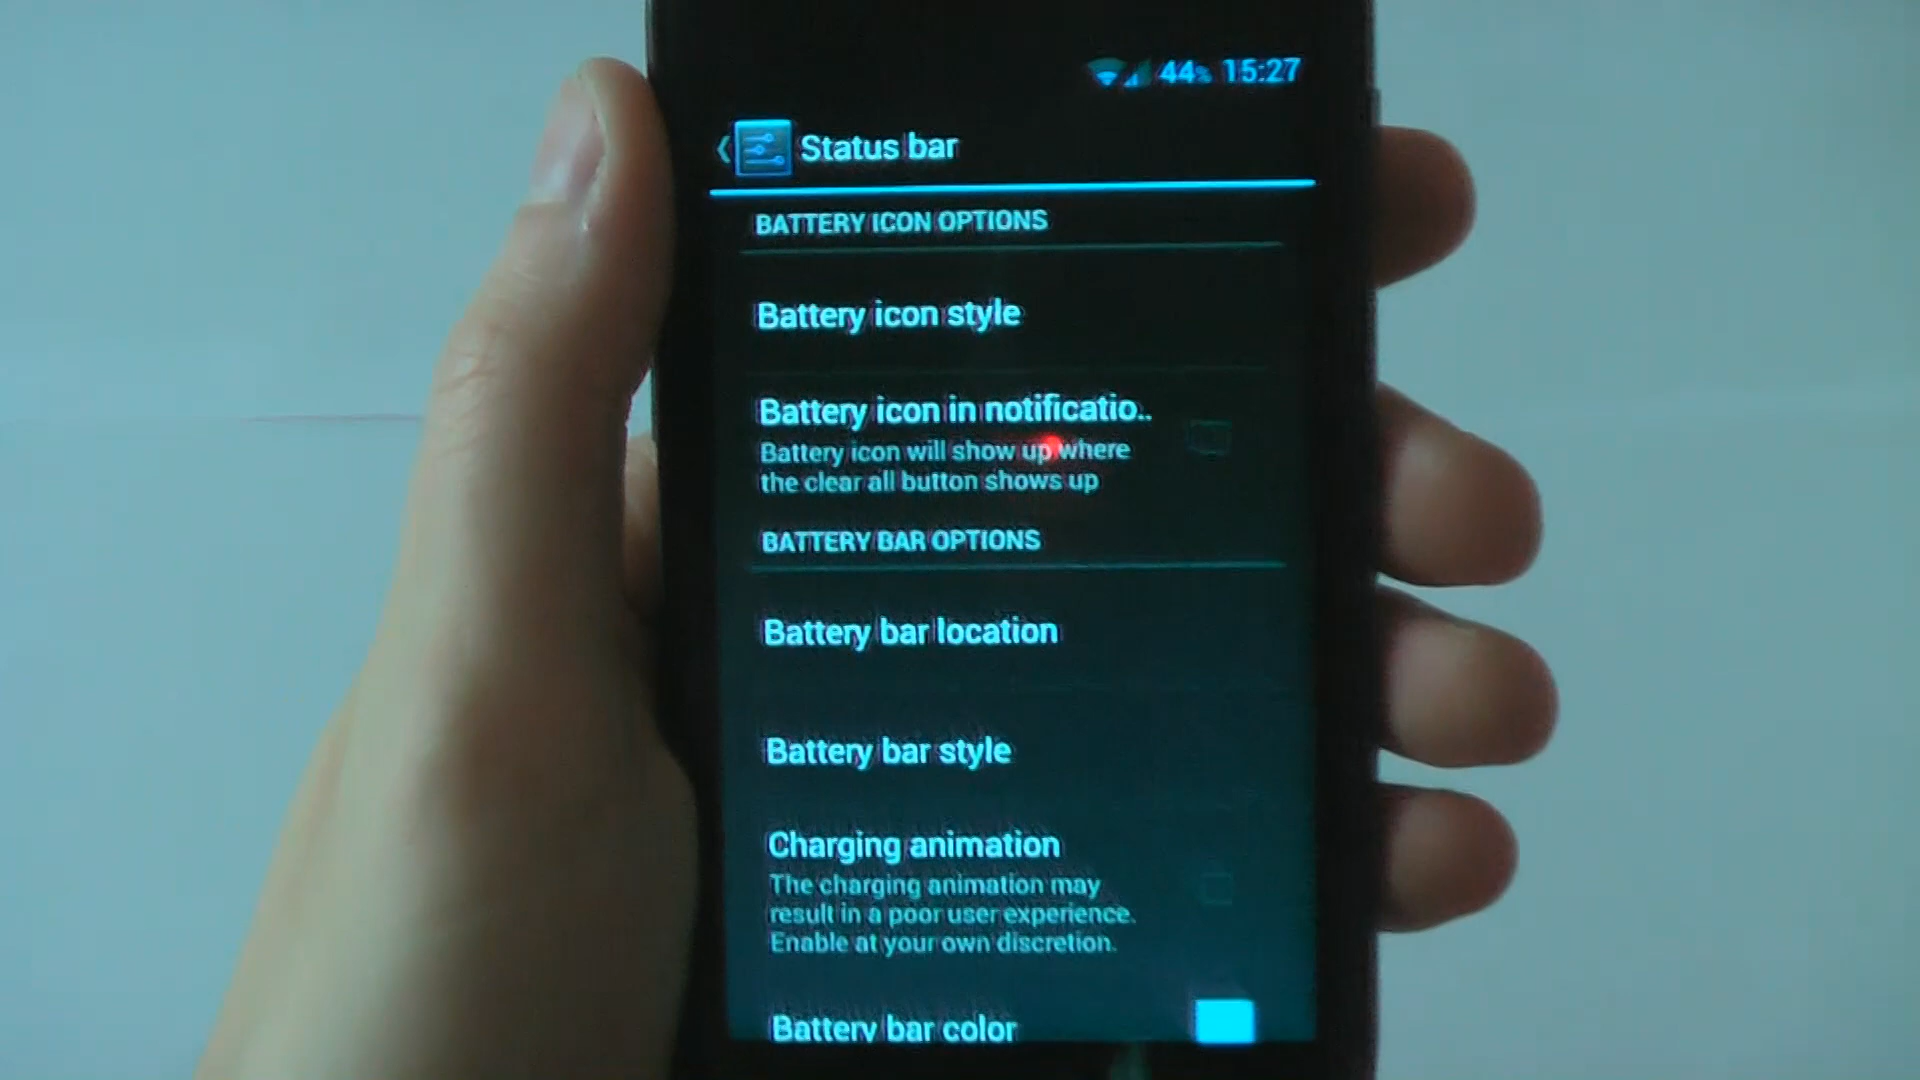 44% 15:27
Status bar
BATTERY ICON OPTIONS
Battery icon style
Battery icon in notificatio..
Battery icon will show up where
the clear all button shows up
BATTERY BAR OPTIONS
Battery bar location
Battery bar style
Charging animation
The charging animation may
result in a poor user experience.
Enable at your own discretion.
Battery bar color